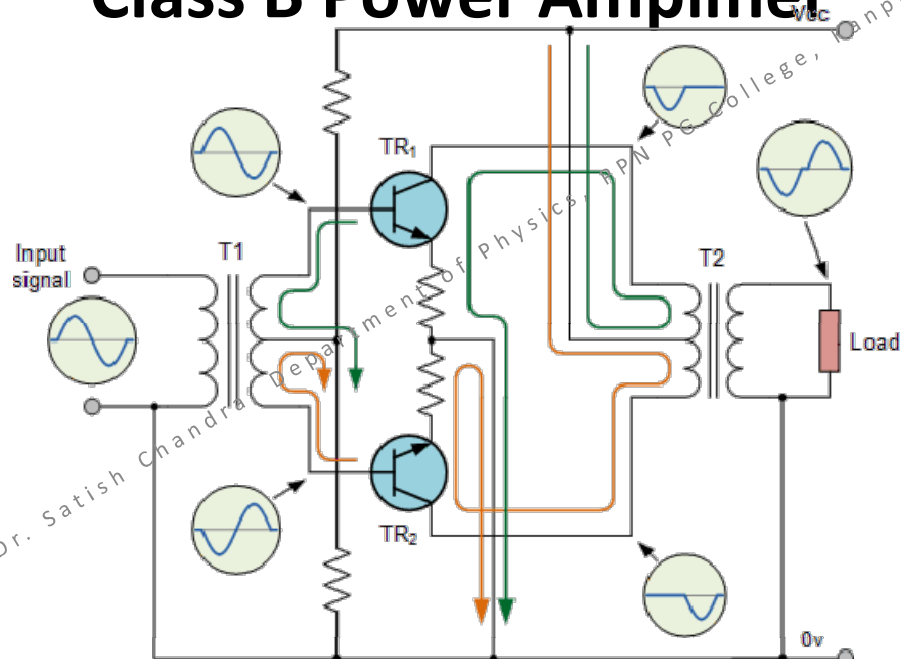 Class B Power Amplifier
Vcc
TR1
T1
Input
signal
T2
Load
TR2
0v
Dr. Satish Chandra, Department of Physics, PPN PG College, Kanp